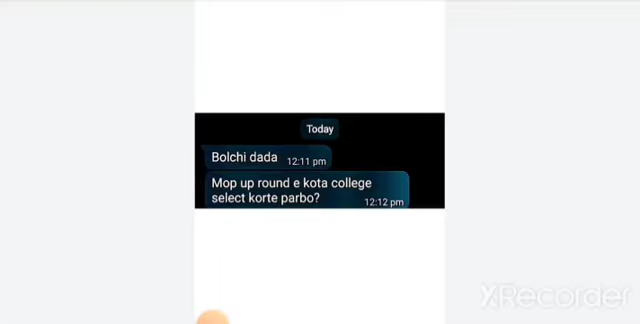 Today
Bolchi dada 12:11 pm
Mop up round e kota college
select korte parbo? 12:12 pm
XRecorder